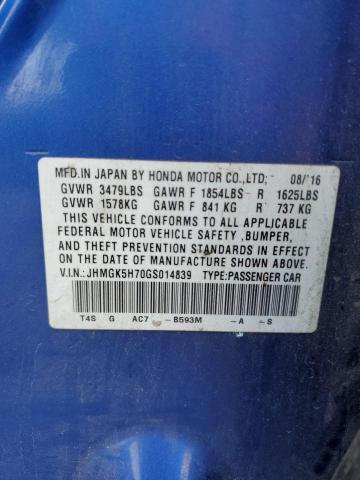 MFD.IN JAPAN BY HONDA MOTOR CO.,LTD. 08/'16
GVWR 3479LBS GAWR F 1854LBS R 1625LBS
GVWR 1578KG GAWR F 841 KG R 737 KG
THIS VEHICLE CONFORMS TO ALL APPLICABLE
FEDERAL MOTOR VEHICLE SAFETY ,BUMPER,
AND THEFT PREVENTION STANDARDS IN EFFECT
ON THE DATE OF MANUFACTURE SHOWN ABOVE.
V.I.N.:JHMGK5H70GS014839 TYPE:PASSENGER CAR
T4S G AC7 -B593M -A -S